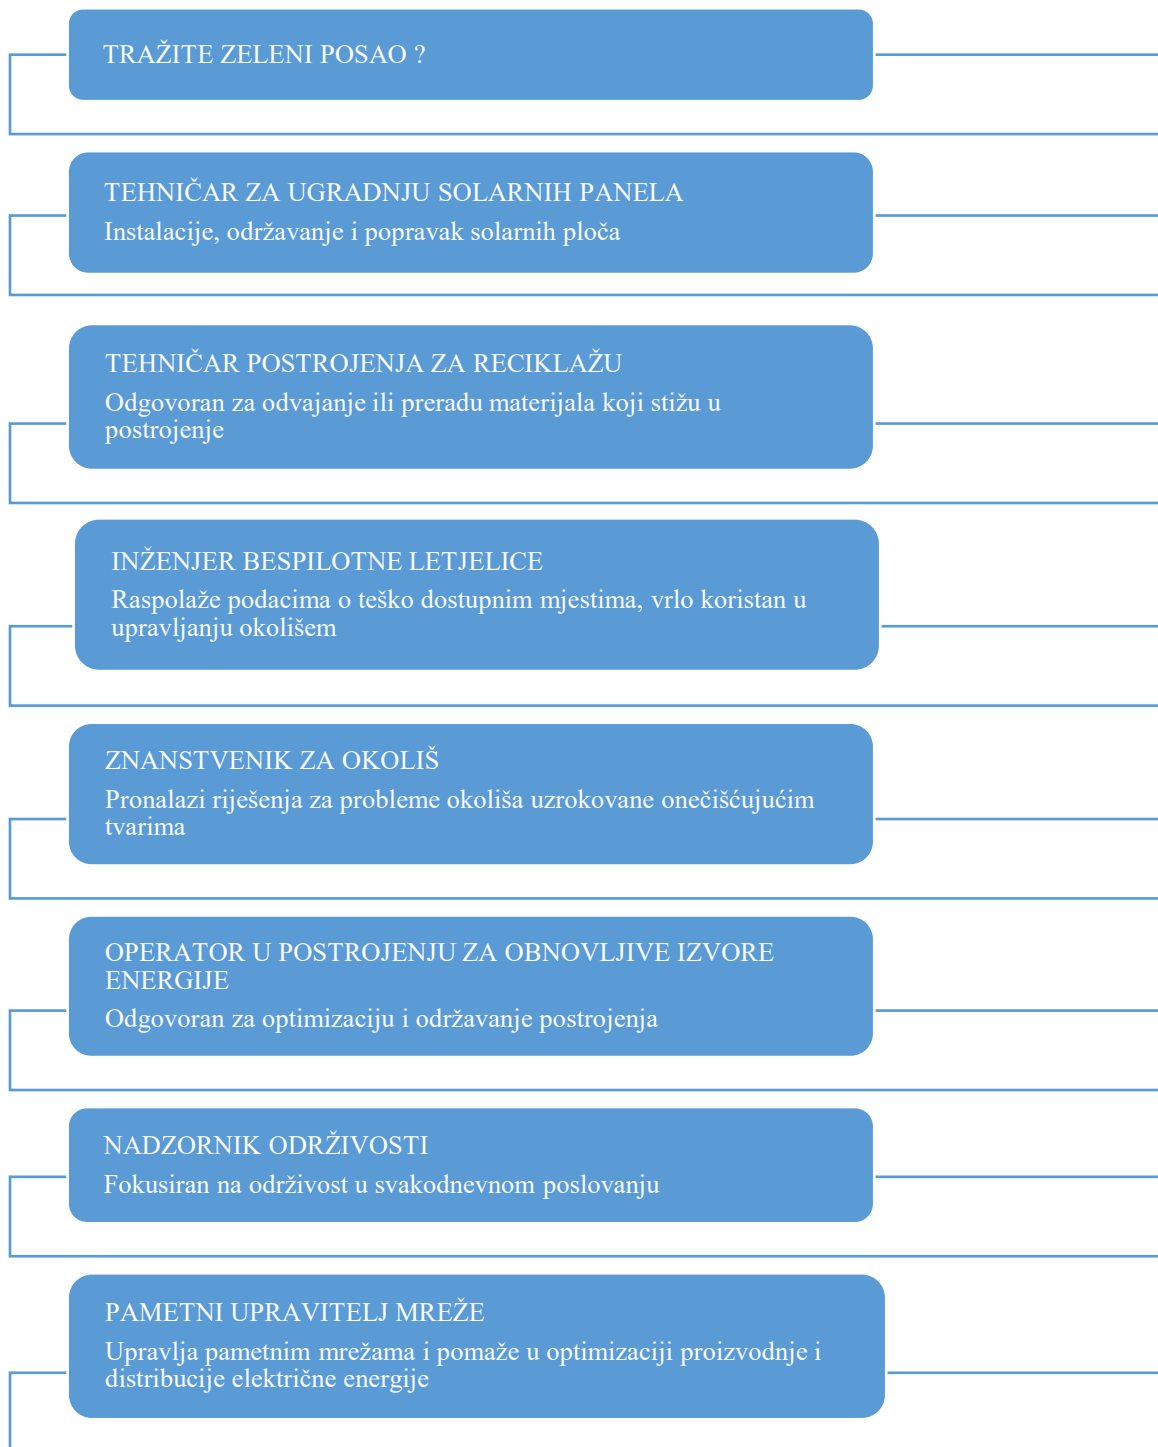 TRAŽITE ZELENI POSAO ?
TEHNIČAR ZA UGRADNJU SOLARNIH PANELA
Instalacije, održavanje i popravak solarnih ploča
TEHNIČAR POSTROJENJA ZA RECIKLAŽU
Odgovoran za odvajanje ili preradu materijala koji stižu u
postrojenje
INŽENJER BESPILOTNE LETJELICE
Raspolaže podacima o teško dostupnim mjestima, vrlo koristan u
upravljanju okolišem
ZNANSTVENIK ZA OKOLIŠ
Pronalazi riješenja za probleme okoliša uzrokovane onečišćujućim
tvarima
OPERATOR U POSTROJENJU ZA OBNOVLJIVE IZVORE
ENERGIJE
Odgovoran za optimizaciju i održavanje postrojenja
NADZORNIK ODRŽIVOSTI
Fokusiran na održivost u svakodnevnom poslovanju
PAMETNI UPRAVITELJ MREŽE
Upravlja pametnim mrežama i pomaže u optimizaciji proizvodnje i
distribucije električne energije